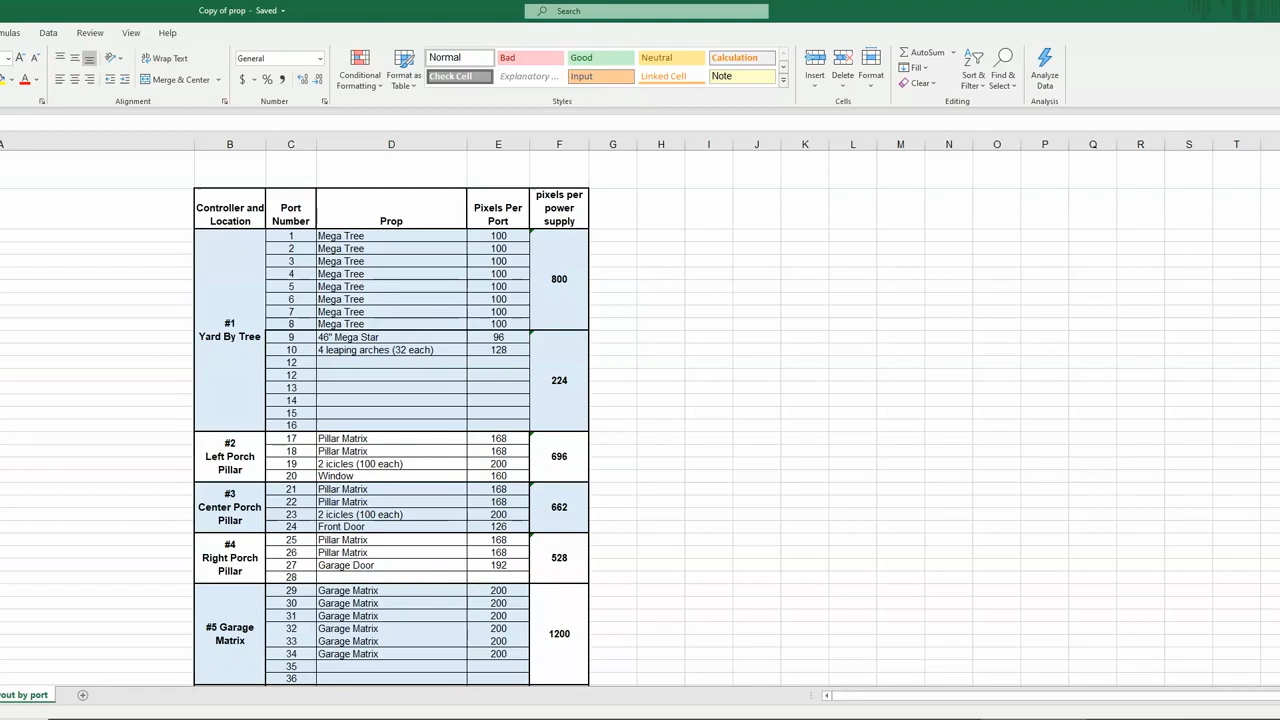 Copy of prop - Saved
Search
mulas Data Review View Help
Wrap Text
Merge & Center
General
$ % ,
Conditional Formatting
Format as Table
Normal Bad Good Neutral Calculation
Check Cell Explanatory ... Input Linked Cell Note
Insert Delete Format
AutoSum
Fill
Clear
Sort & Filter
Find & Select
Analyze Data
Alignment Number Styles Cells Editing Analysis
A B C D E F G H I J K L M N O P Q R S T
Controller and Location Port Number Prop Pixels Per Port pixels per power supply
#1 Yard By Tree
1 Mega Tree 100
2 Mega Tree 100
3 Mega Tree 100
4 Mega Tree 100
5 Mega Tree 100
6 Mega Tree 100
7 Mega Tree 100
8 Mega Tree 100
800
9 46" Mega Star 96
10 4 leaping arches (32 each) 128
12
12
13
14
15
16
224
#2 Left Porch Pillar
17 Pillar Matrix 168
18 Pillar Matrix 168
19 2 icicles (100 each) 200
20 Window 160
696
#3 Center Porch Pillar
21 Pillar Matrix 168
22 Pillar Matrix 168
23 2 icicles (100 each) 200
24 Front Door 126
662
#4 Right Porch Pillar
25 Pillar Matrix 168
26 Pillar Matrix 168
27 Garage Door 192
28
528
#5 Garage Matrix
29 Garage Matrix 200
30 Garage Matrix 200
31 Garage Matrix 200
32 Garage Matrix 200
33 Garage Matrix 200
34 Garage Matrix 200
35
36
1200
out by port